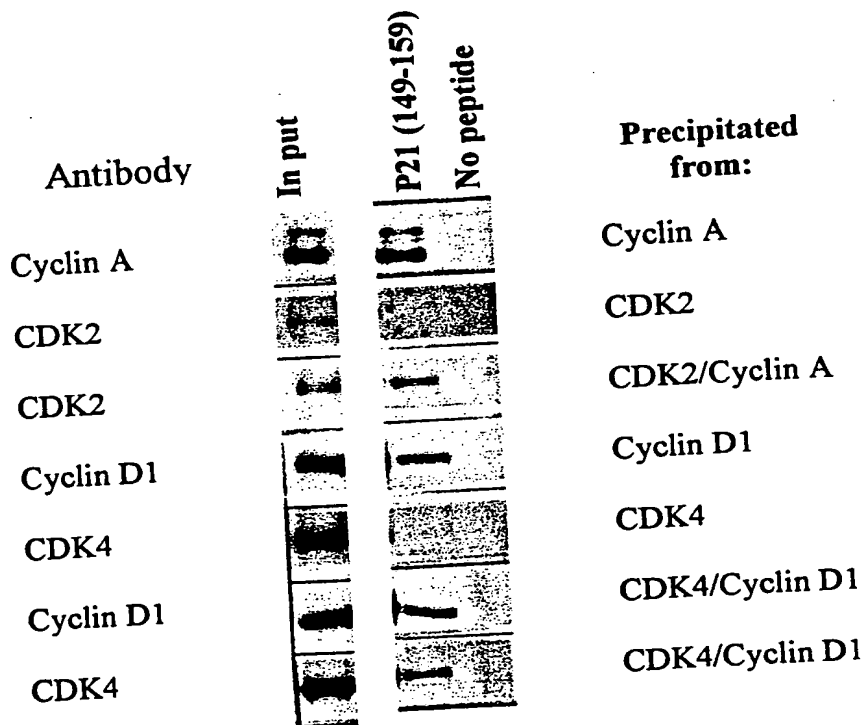 Antibody
In put
P21 (149-159)
No peptide
Precipitated
from:
Cyclin A
Cyclin A
CDK2
CDK2
CDK2
CDK2/Cyclin A
Cyclin D1
Cyclin D1
CDK4
CDK4
Cyclin D1
CDK4/Cyclin D1
CDK4
CDK4/Cyclin D1